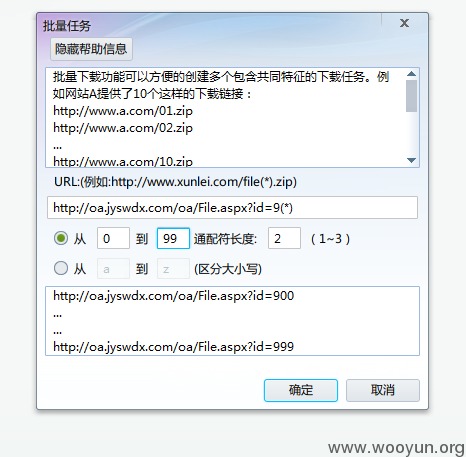 批量任务
隐藏帮助信息
批量下载功能可以方便的创建多个包含共同特征的下载任务。例
如网站A提供了10个这样的下载链接：
http://www.a.com/01.zip
http://www.a.com/02.zip
...
http://www.a.com/10.zip
URL:(例如:http://www.xunlei.com/file(*).zip)
http://oa.jyswdx.com/oa/File.aspx?id=9(*)
从 0 到 99 通配符长度: 2 ( 1~3 )
从 a 到 z (区分大小写)
http://oa.jyswdx.com/oa/File.aspx?id=900
...
...
http://oa.jyswdx.com/oa/File.aspx?id=999
确定 取消
www.wooyun.org